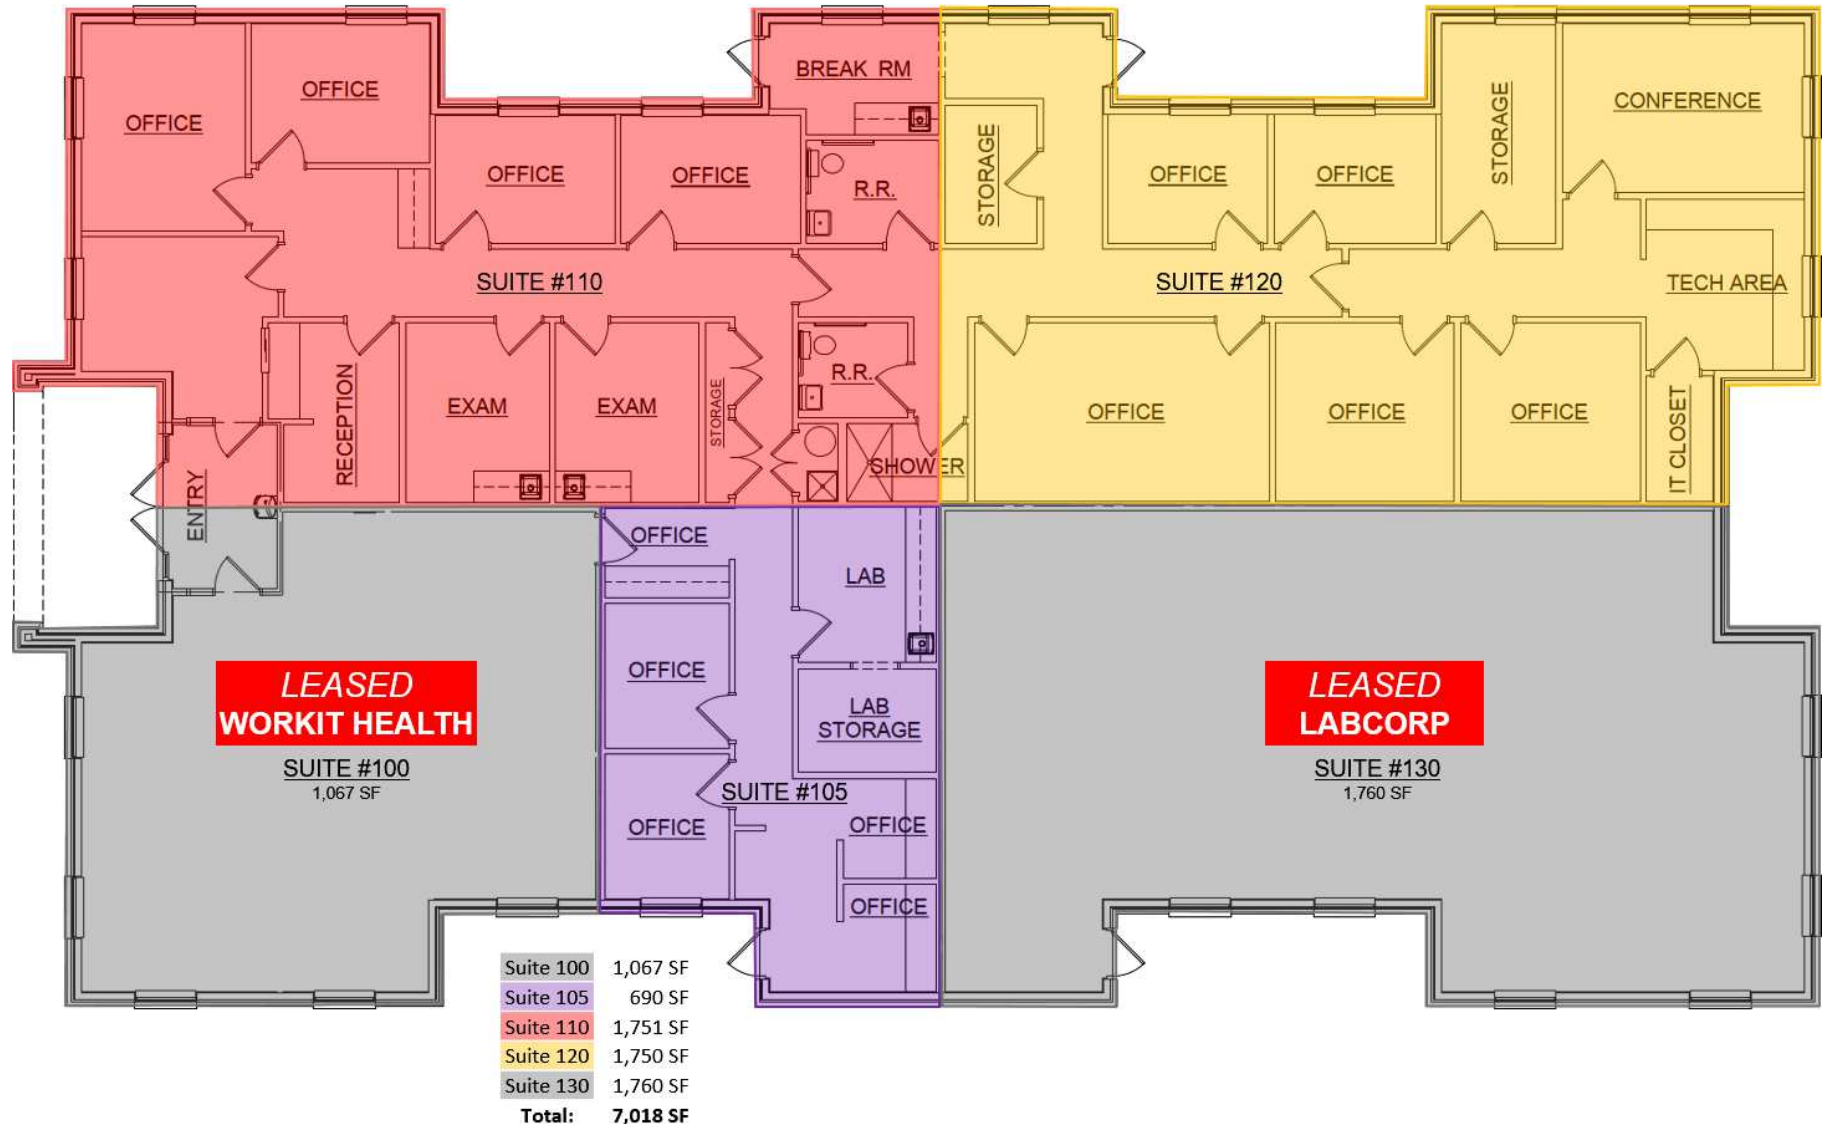 BREAK RM
OFFICE
OFFICE
CONFERENCE
STORAGE
STORAGE
OFFICE
OFFICE
R.R.
OFFICE
OFFICE
SUITE #110
SUITE #120
TECH AREA
RECEPTION
EXAM
EXAM
STORAGE
R.R.
OFFICE
OFFICE
OFFICE
IT CLOSET
SHOWER
ENTRY
OFFICE
LAB
OFFICE
LAB
STORAGE
LEASED
WORKIT HEALTH
SUITE #100
1,067 SF
SUITE #105
OFFICE
OFFICE
OFFICE
LEASED
LABCORP
SUITE #130
1,760 SF
Suite 100 1,067 SF
Suite 105 690 SF
Suite 110 1,751 SF
Suite 120 1,750 SF
Suite 130 1,760 SF
Total: 7,018 SF